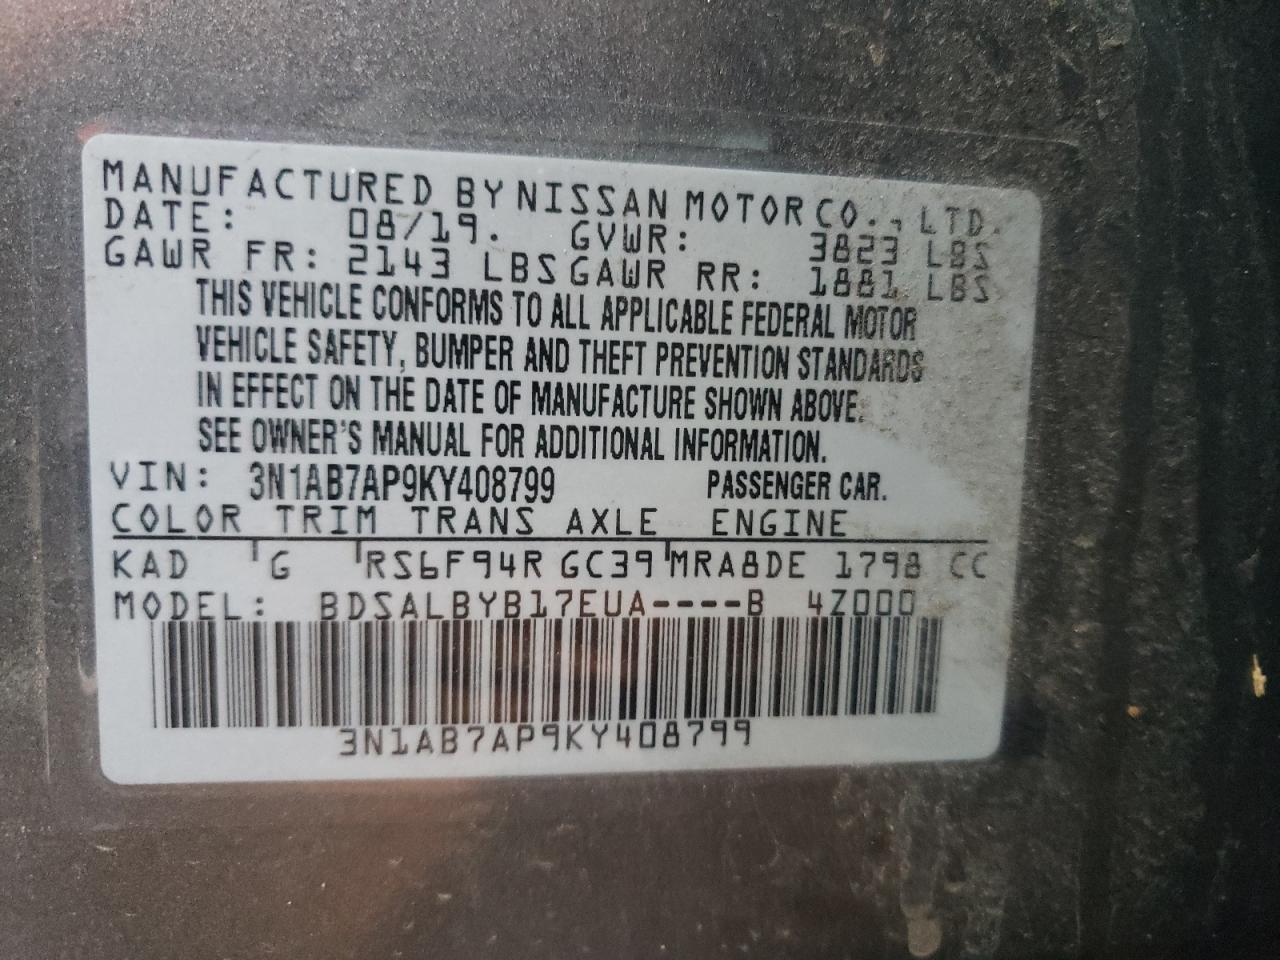 MANUFACTURED BY NISSAN MOTOR CO., LTD.
DATE: 08/19. GVWR: 3823 LBS
GAWR FR: 2143 LBS GAWR RR: 1881 LBS
THIS VEHICLE CONFORMS TO ALL APPLICABLE FEDERAL MOTOR
VEHICLE SAFETY, BUMPER AND THEFT PREVENTION STANDARDS
IN EFFECT ON THE DATE OF MANUFACTURE SHOWN ABOVE.
SEE OWNER'S MANUAL FOR ADDITIONAL INFORMATION.
VIN: 3N1AB7AP9KY408799 PASSENGER CAR.
COLOR TRIM TRANS AXLE ENGINE
KAD G RS6F94R GC39 MRA8DE 1798 CC
MODEL: BDSALBYB17EUA----B 4Z000
3N1AB7AP9KY408799